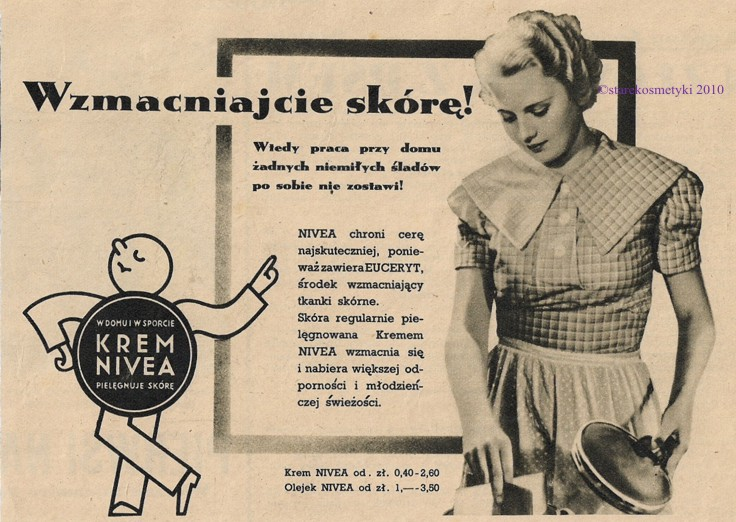 ©starekosmetyki 2010
Wzmacniajcie skórę!
Wtedy praca przy domu
żadnych niemiłych śladów
po sobie nie zostawi!
NIVEA chroni cerę
najskuteczniej, ponie-
waż zawiera EUCERYT,
środek wzmacniający
tkanki skórne.
Skóra regularnie pie-
lęgnowana Kremem
NIVEA wzmacnia się
i nabiera większej od-
porności i młodzień-
czej świeżości.
W DOMU I W SPORCIE
KREM
NIVEA
PIELĘGNUJE SKÓRĘ
Krem NIVEA od . zł. 0,40-2,60
Olejek NIVEA od zł. 1,—-3,50